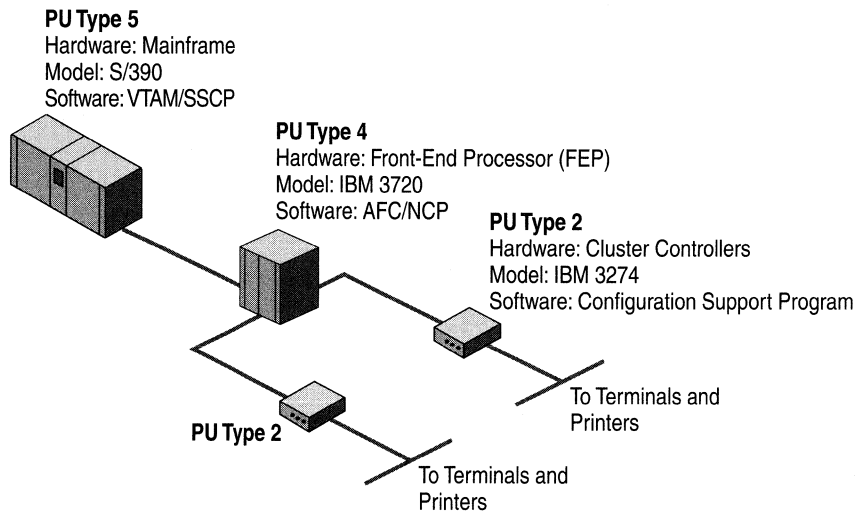 PU Type 5
Hardware: Mainframe
Model: S/390
Software: VTAM/SSCP
PU Type 4
Hardware: Front-End Processor (FEP)
Model: IBM 3720
Software: AFC/NCP
PU Type 2
Hardware: Cluster Controllers
Model: IBM 3274
Software: Configuration Support Program
To Terminals and
Printers
PU Type 2
To Terminals and
Printers